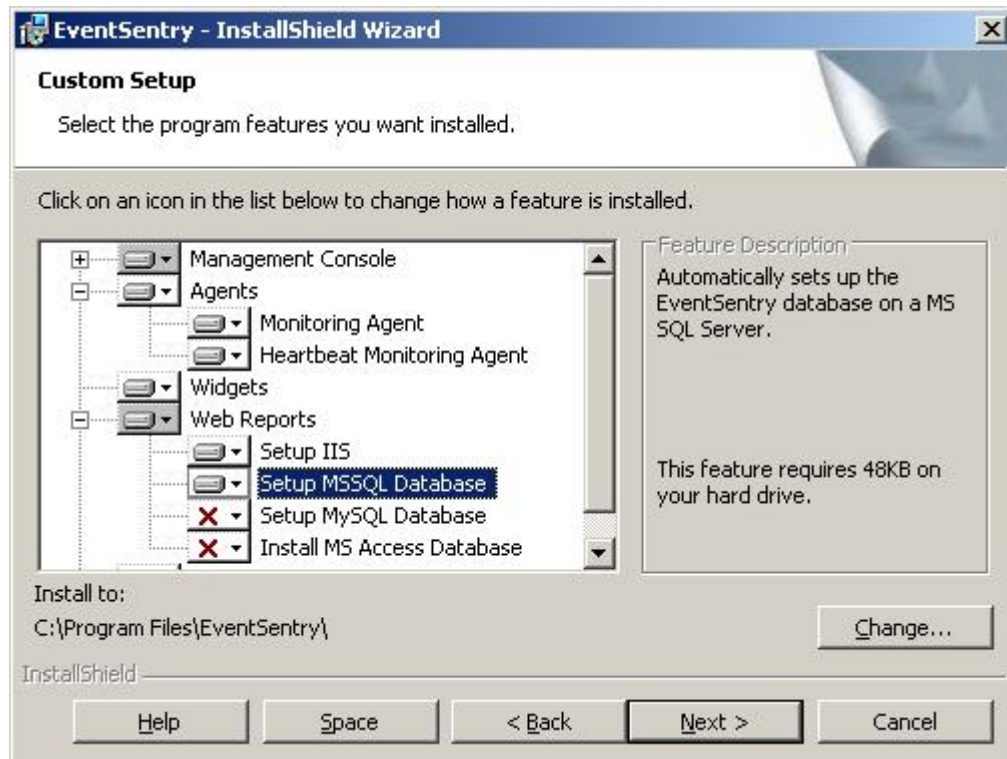 EventSentry - InstallShield Wizard
Custom Setup
Select the program features you want installed.
Click on an icon in the list below to change how a feature is installed.
Management Console
Agents
Monitoring Agent
Heartbeat Monitoring Agent
Widgets
Web Reports
Setup IIS
Setup MSSQL Database
Setup MySQL Database
Install MS Access Database
Feature Description
Automatically sets up the
EventSentry database on a MS
SQL Server.
This feature requires 48KB on
your hard drive.
Install to:
C:\Program Files\EventSentry\
Change...
InstallShield
Help
Space
< Back
Next >
Cancel